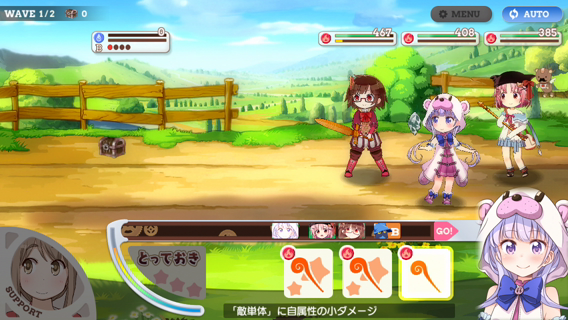 WAVE 1/2 0
MENU
AUTO
0
B
467
408
385
B GO!
とっておき
SUPPORT
「敵単体」に自属性の小ダメージ